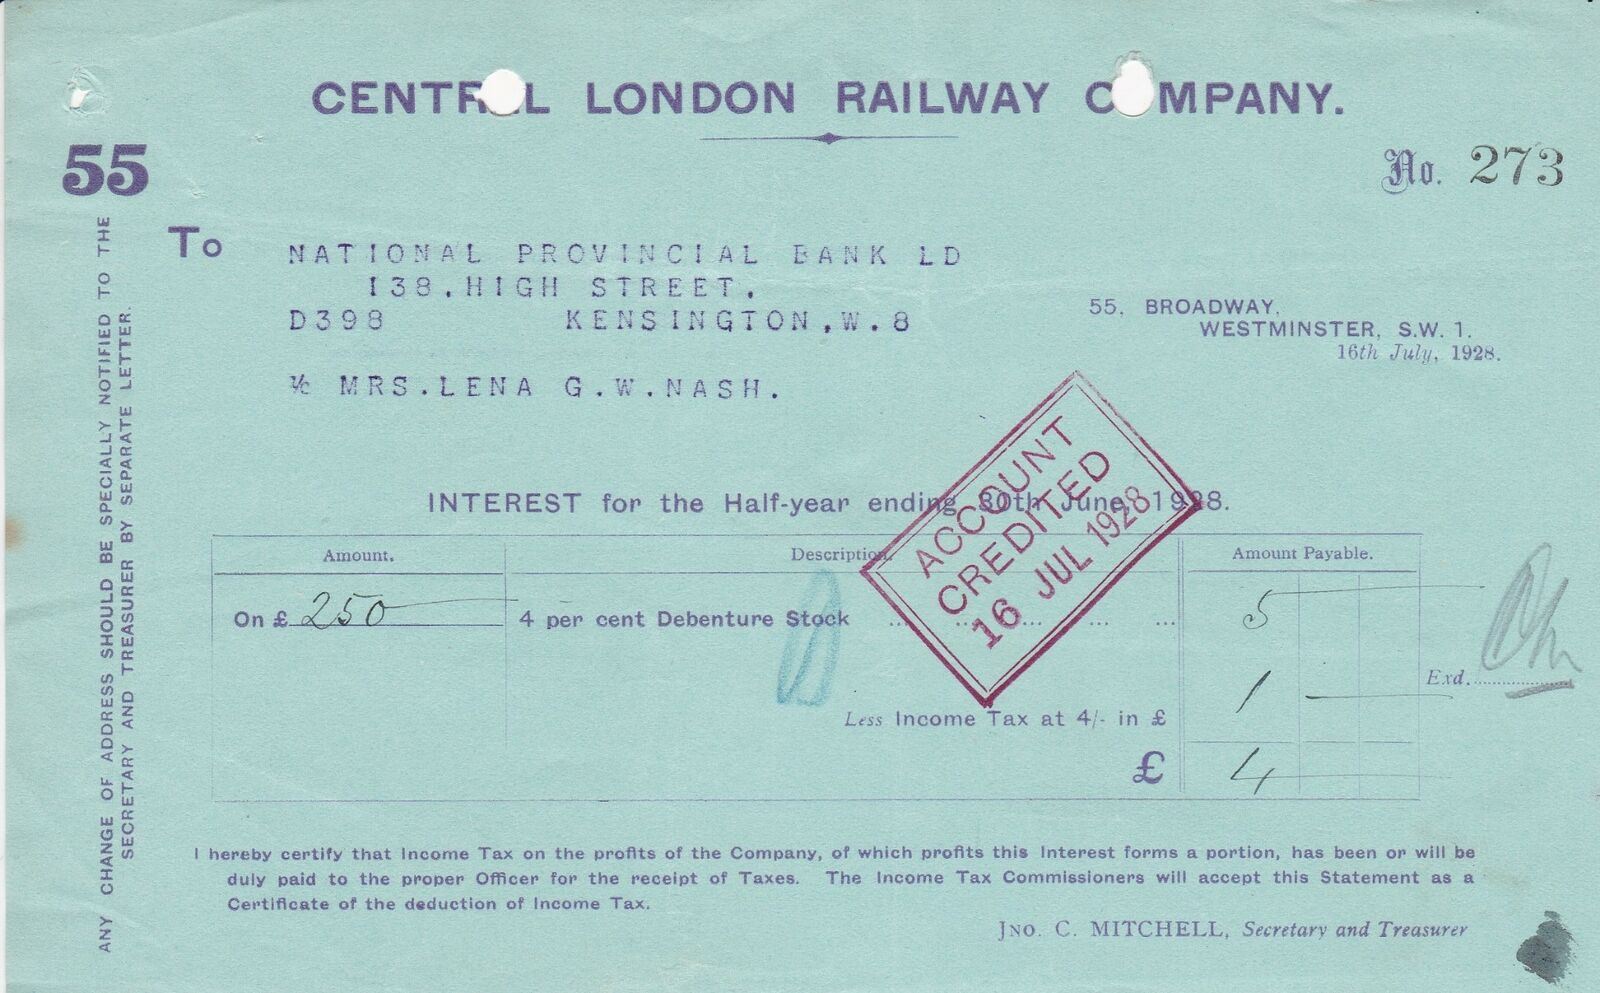 CENTRAL LONDON RAILWAY COMPANY.
55
No. 273
To
NATIONAL PROVINCIAL BANK LD
138.HIGH STREET.
D398 KENSINGTON.W.8
55, BROADWAY,
WESTMINSTER, S.W. 1.
16th July, 1928.
A/c MRS.LENA G.W.NASH.
ACCOUNT
CREDITED
16 JUL 1928
INTEREST for the Half-year ending 30th June, 1928.
Amount. Description. Amount Payable.
On £ 250 4 per cent Debenture Stock ... ... ... ... ... 5
Exd.
Less Income Tax at 4/- in £ 1
£ 4
I hereby certify that Income Tax on the profits of the Company, of which profits this Interest forms a portion, has been or will be
duly paid to the proper Officer for the receipt of Taxes. The Income Tax Commissioners will accept this Statement as a
Certificate of the deduction of Income Tax.
JNO. C. MITCHELL, Secretary and Treasurer
ANY CHANGE OF ADDRESS SHOULD BE SPECIALLY NOTIFIED TO THE
SECRETARY AND TREASURER BY SEPARATE LETTER.